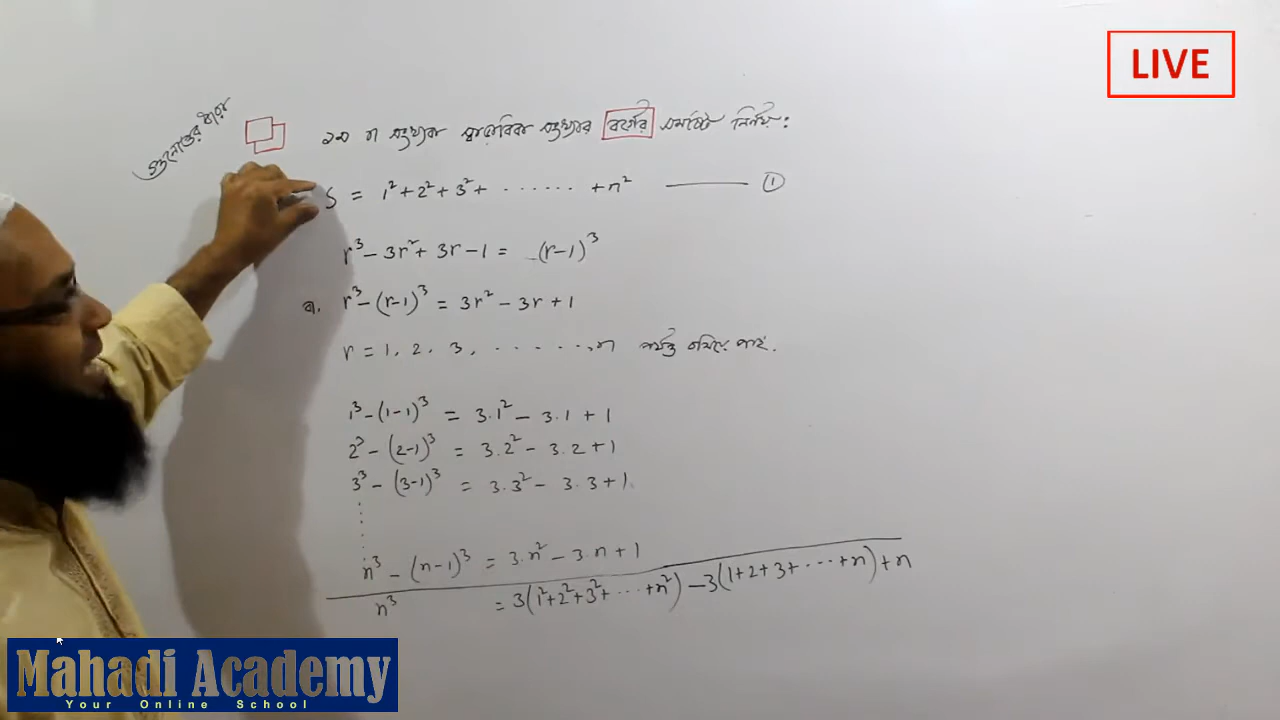 LIVE
গুনোত্তর ধারা
১ম n সংখ্যক স্বাভাবিক সংখ্যার বর্গের সমষ্টি নির্ণয়:
S = 1² + 2² + 3² + ....... + n² ——— ①
r³ – 3r² + 3r – 1 = (r–1)³
বা. r³ – (r–1)³ = 3r² – 3r + 1
r = 1, 2, 3, ......., n পর্যন্ত বসিয়ে পাই.
1³ – (1–1)³ = 3.1² – 3.1 + 1
2³ – (2–1)³ = 3.2² – 3.2 + 1
3³ – (3–1)³ = 3.3² – 3.3 + 1
n³ – (n–1)³ = 3.n² – 3.n + 1
n³ = 3(1² + 2² + 3² + .... + n²) – 3(1+2+3+ .... +n) + n
Mahadi Academy
Your Online School